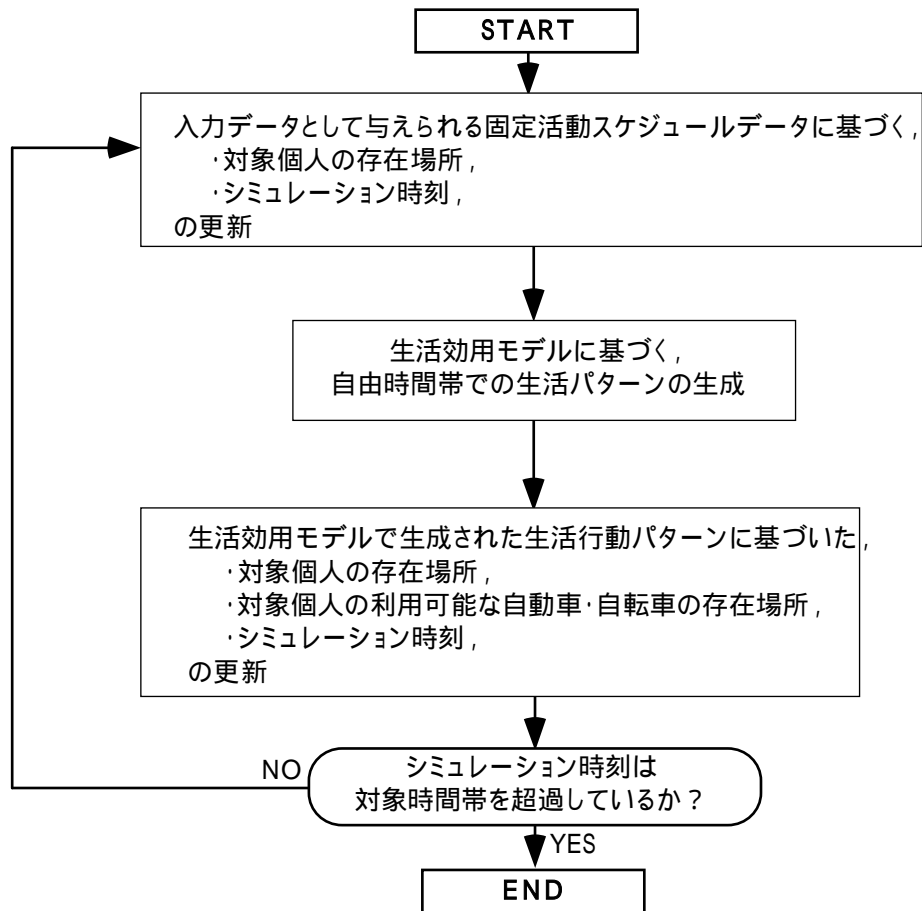 START
入力データとして与えられる固定活動スケジュールデータに基づく,
・対象個人の存在場所,
・シミュレーション時刻,
の更新
生活効用モデルに基づく,
自由時間帯での生活パターンの生成
生活効用モデルで生成された生活行動パターンに基づいた,
・対象個人の存在場所,
・対象個人の利用可能な自動車・自転車の存在場所,
・シミュレーション時刻,
の更新
NO
シミュレーション時刻は
対象時間帯を超過しているか？
YES
END